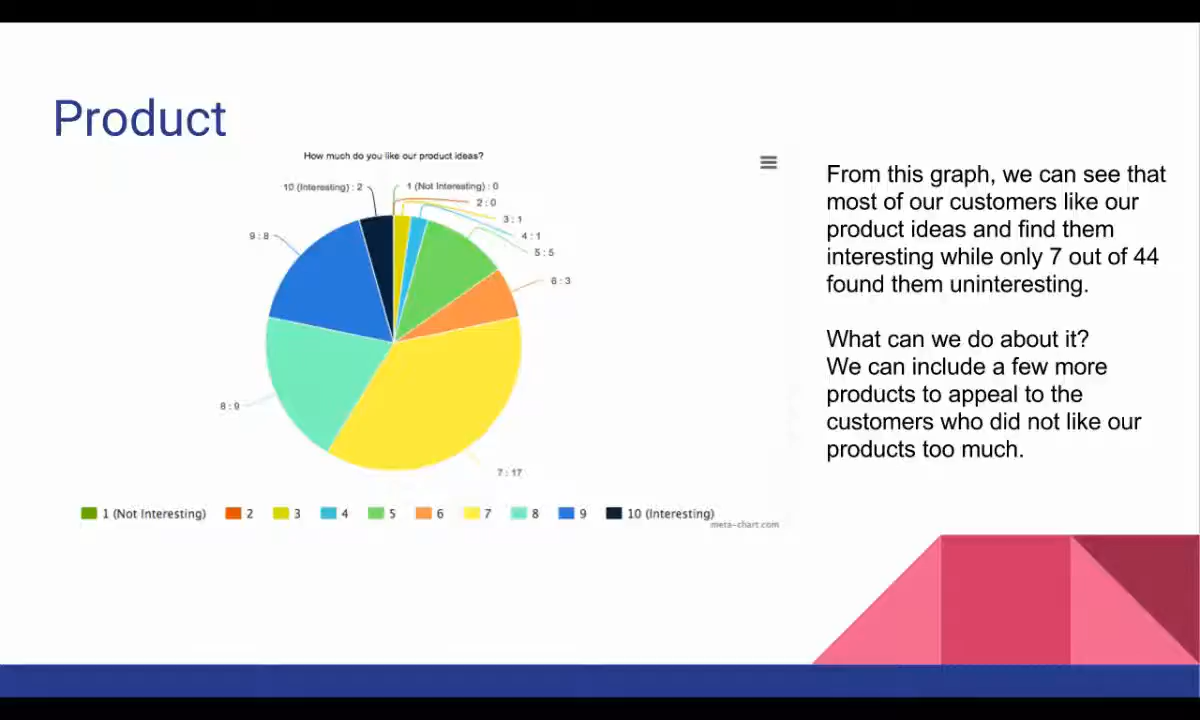 Product
How much do you like our product ideas?
10 (Interesting) : 2
1 (Not Interesting) : 0
2 : 0
3 : 1
4 : 1
5 : 5
6 : 3
9 : 8
8 : 9
7 : 17
1 (Not Interesting) 2 3 4 5 6 7 8 9 10 (Interesting)
meta-chart.com
From this graph, we can see that
most of our customers like our
product ideas and find them
interesting while only 7 out of 44
found them uninteresting.
What can we do about it?
We can include a few more
products to appeal to the
customers who did not like our
products too much.